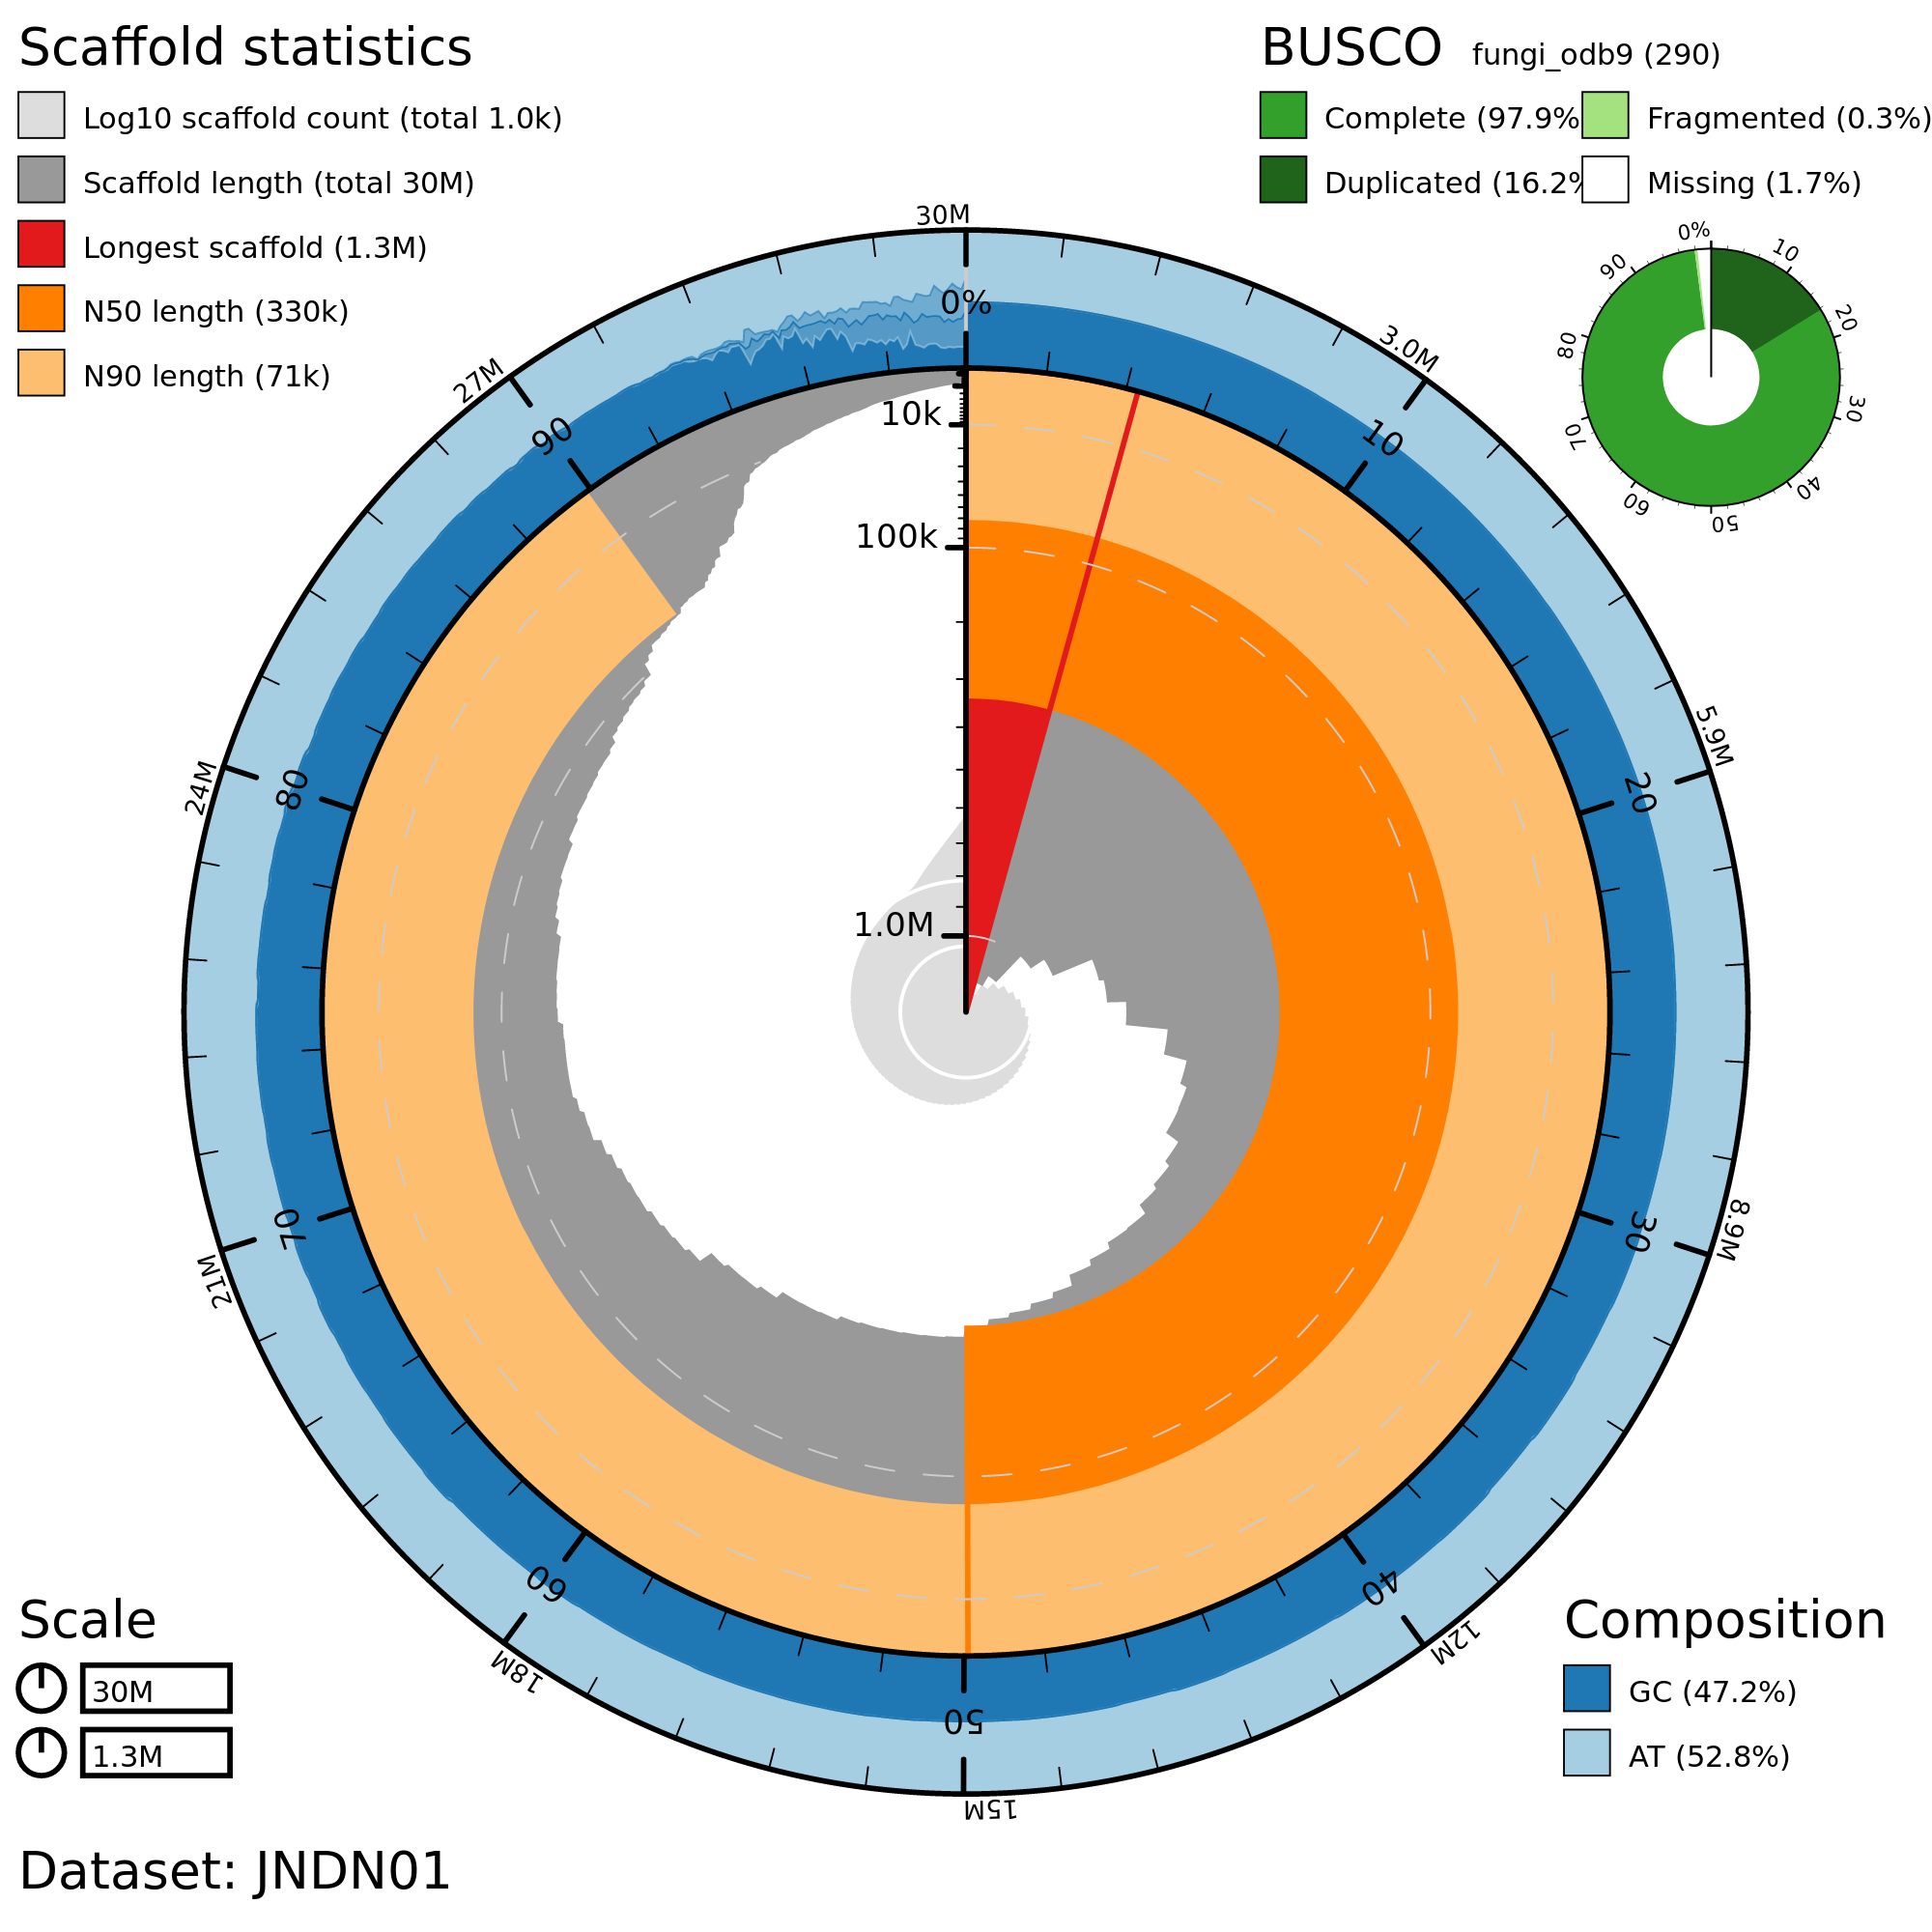 Scaffold statistics
Log10 scaffold count (total 1.0k)
Scaffold length (total 30M)
Longest scaffold (1.3M)
N50 length (330k)
N90 length (71k)
BUSCO fungi_odb9 (290)
Complete (97.9%
Fragmented (0.3%)
Duplicated (16.2%
Missing (1.7%)
0%
10
20
30
40
50
60
70
80
90
30M
3.0M
5.9M
8.9M
12M
15M
18M
21M
24M
27M
0%
10
20
30
40
50
60
70
80
90
10k
100k
1.0M
Scale
30M
1.3M
Composition
GC (47.2%)
AT (52.8%)
Dataset: JNDN01